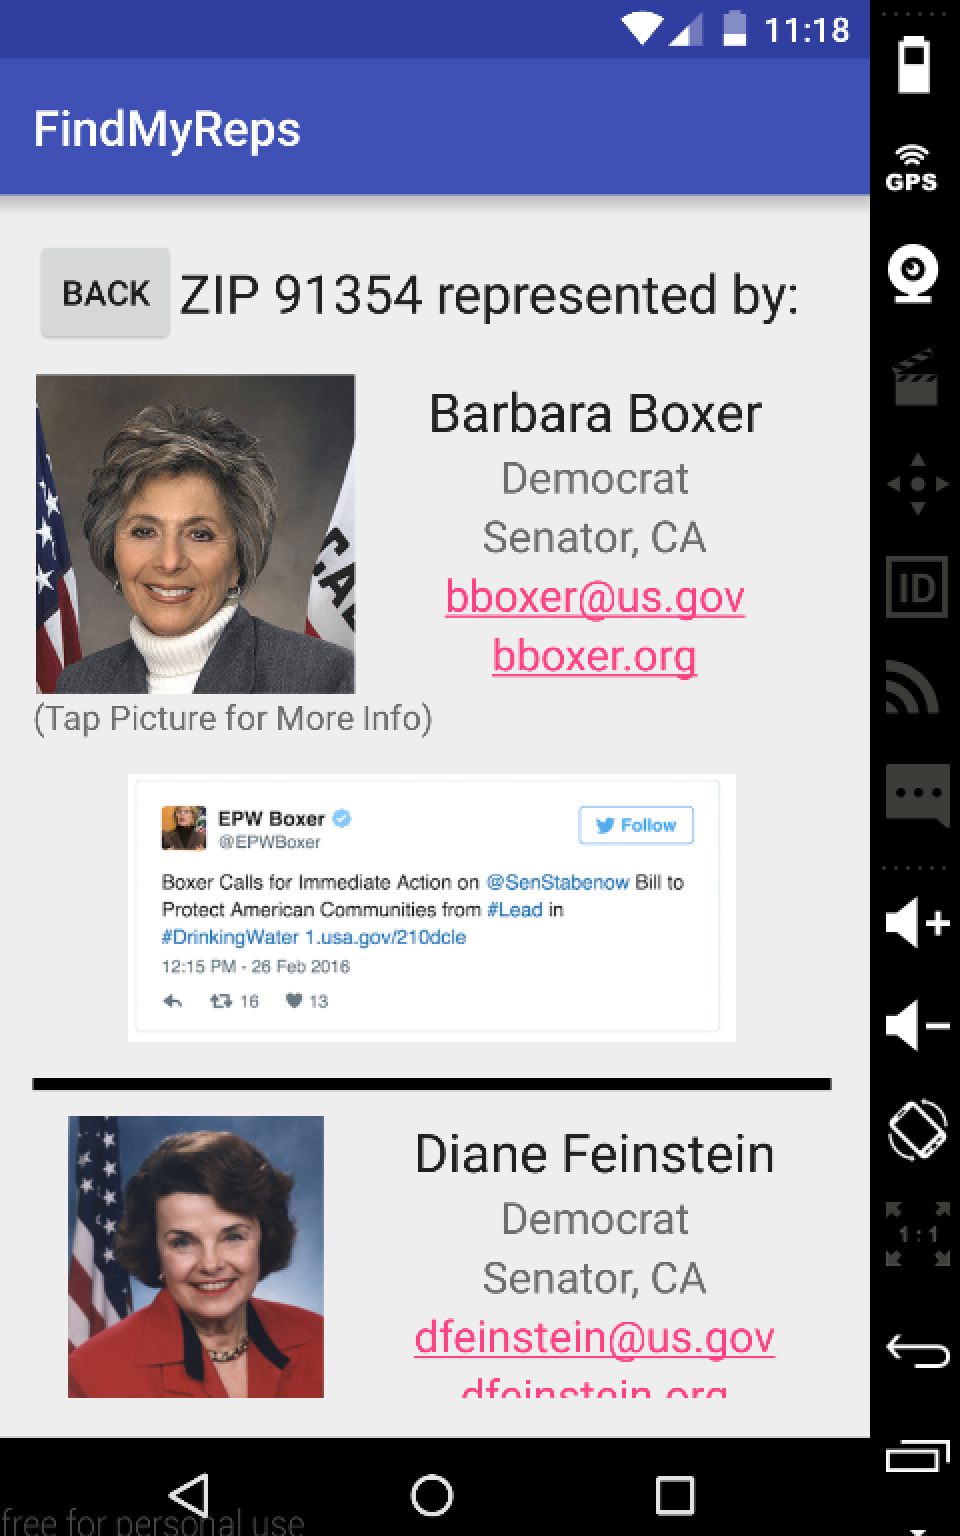 11:18
FindMyReps
GPS
BACK ZIP 91354 represented by:
Barbara Boxer
Democrat
Senator, CA
bboxer@us.gov
bboxer.org
CAL
(Tap Picture for More Info)
ID
EPW Boxer
@EPWBoxer
Follow
Boxer Calls for Immediate Action on @SenStabenow Bill to
Protect American Communities from #Lead in
#DrinkingWater 1.usa.gov/210dcle
12:15 PM - 26 Feb 2016
16 13
Diane Feinstein
Democrat
Senator, CA
dfeinstein@us.gov
dfeinstein.org
1:1
free for personal use